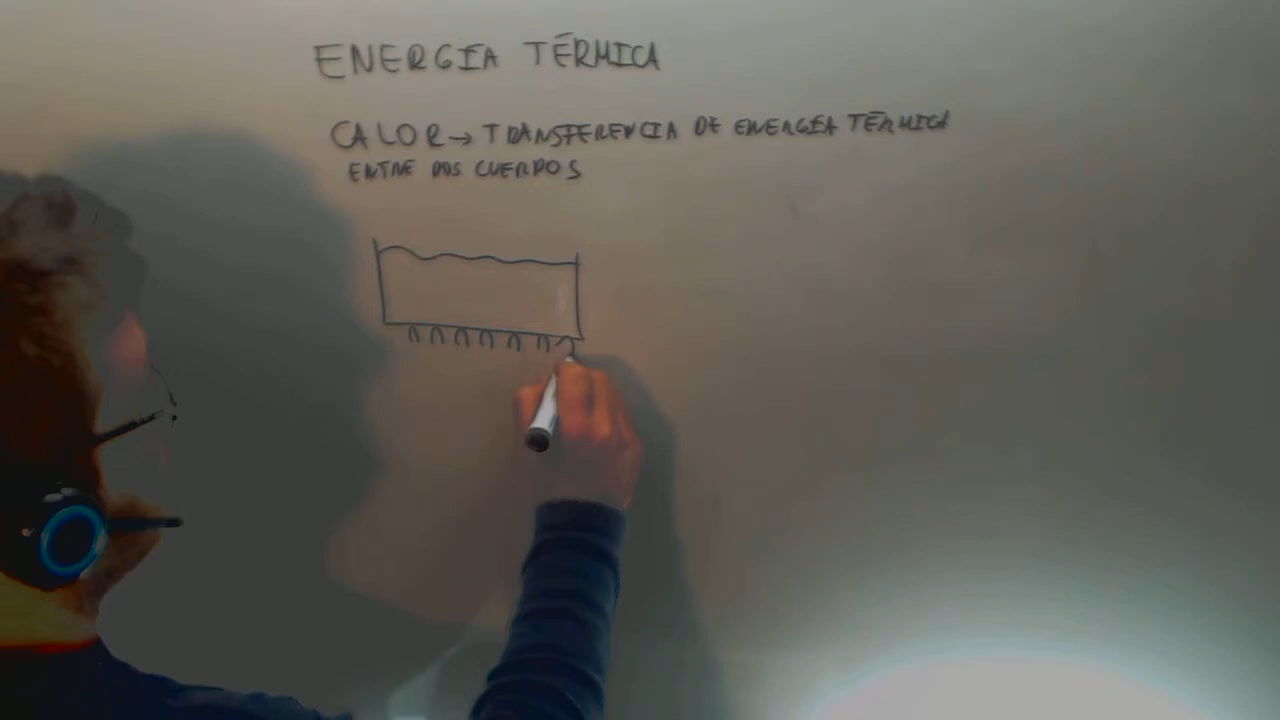 ENERGÍA TÉRMICA
CALOR → TRANSFERENCIA DE ENERGÍA TÉRMICA
ENTRE DOS CUERPOS